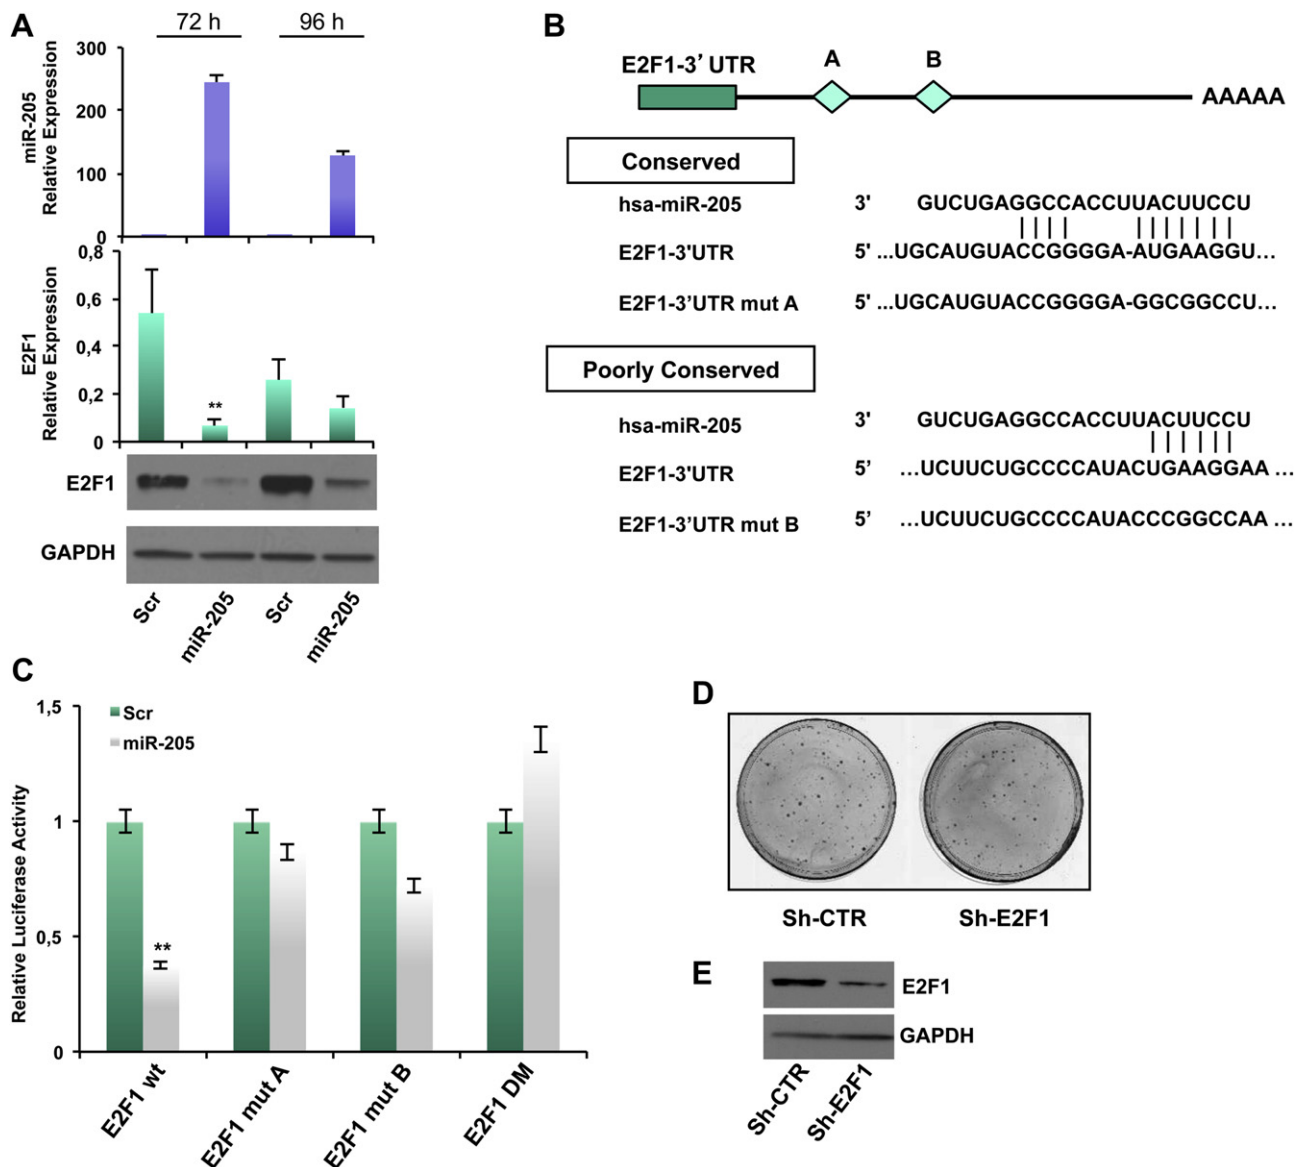 A
72 h
96 h
miR-205
Relative Expression
300
200
100
0
E2F1
Relative Expression
0,8
0,6
0,4
0,2
0
**
E2F1
GAPDH
Scr
miR-205
Scr
miR-205
B
E2F1-3' UTR
A
B
AAAAA
Conserved
hsa-miR-205 3' GUCUGAGGCCACCUUACUUCCU
E2F1-3'UTR 5' ...UGCAUGUACCGGGGA-AUGAAGGU...
E2F1-3'UTR mut A 5' ...UGCAUGUACCGGGGA-GGCGGCCU...
Poorly Conserved
hsa-miR-205 3' GUCUGAGGCCACCUUACUUCCU
E2F1-3'UTR 5' ...UCUUCUGCCCCAUACUGAAGGAA ...
E2F1-3'UTR mut B 5' ...UCUUCUGCCCCAUACCCGGCCAA ...
C
Relative Luciferase Activity
1,5
1
0,5
0
Scr
miR-205
**
E2F1 wt
E2F1 mut A
E2F1 mut B
E2F1 DM
D
Sh-CTR
Sh-E2F1
E
E2F1
GAPDH
Sh-CTR
Sh-E2F1